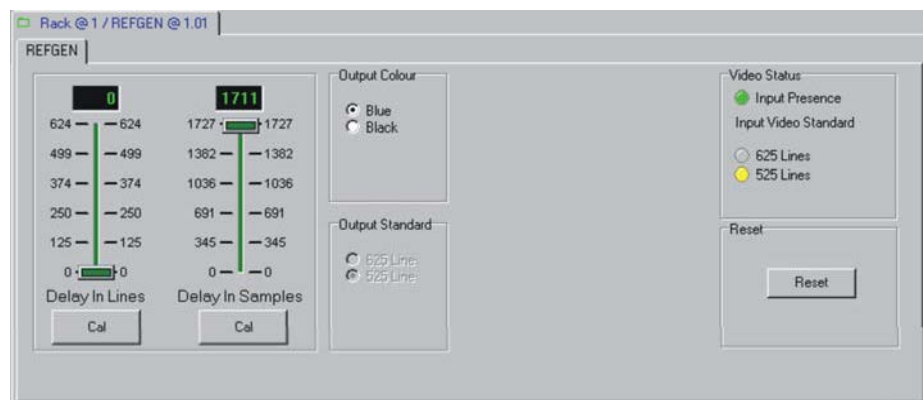 Rack @ 1 / REFGEN @ 1.01
REFGEN
0
1711
624 624
499 499
374 374
250 250
125 125
0 0
1727 1727
1382 1382
1036 1036
691 691
345 345
0 0
Delay In Lines
Delay In Samples
Cal
Cal
Output Colour
Blue
Black
Output Standard
625 Line
525 Line
Video Status
Input Presence
Input Video Standard
625 Lines
525 Lines
Reset
Reset